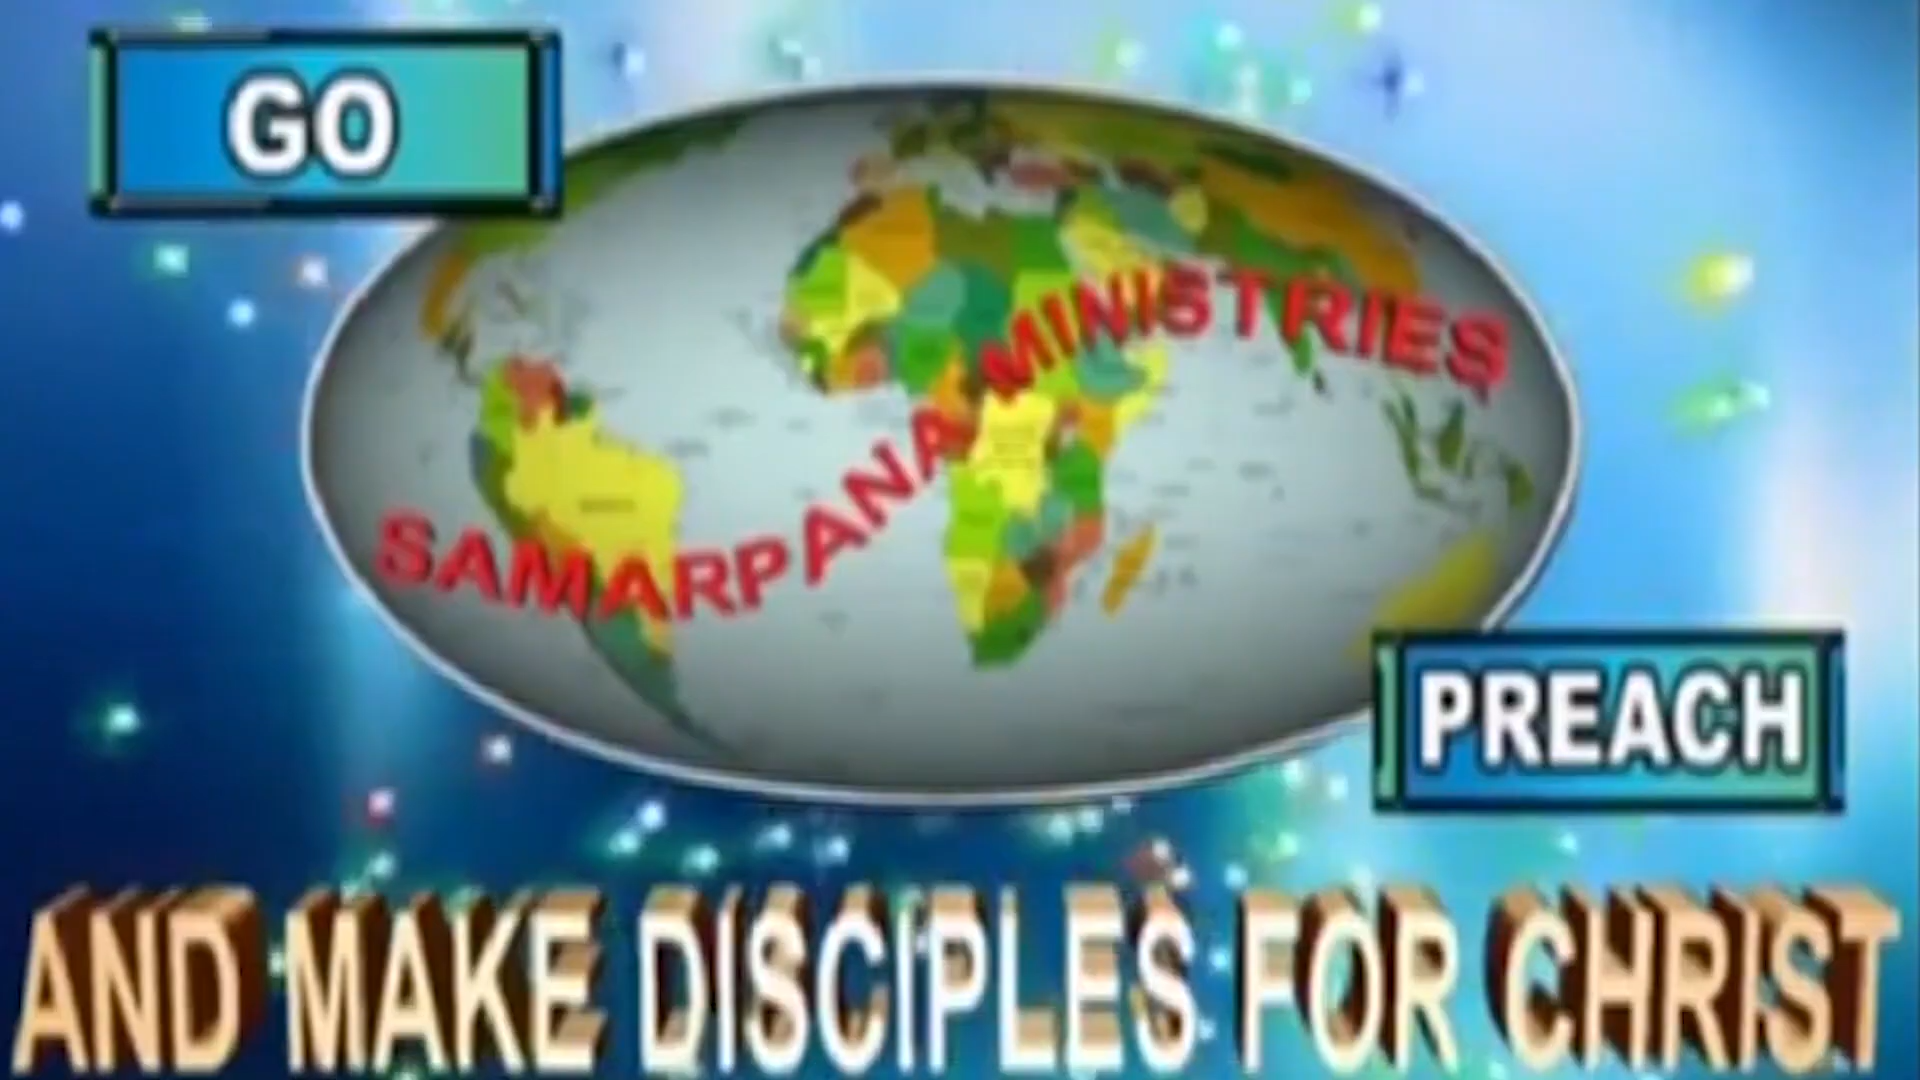 GO
SAMARPANA MINISTRIES
PREACH
AND MAKE DISCIPLES FOR CHRIST